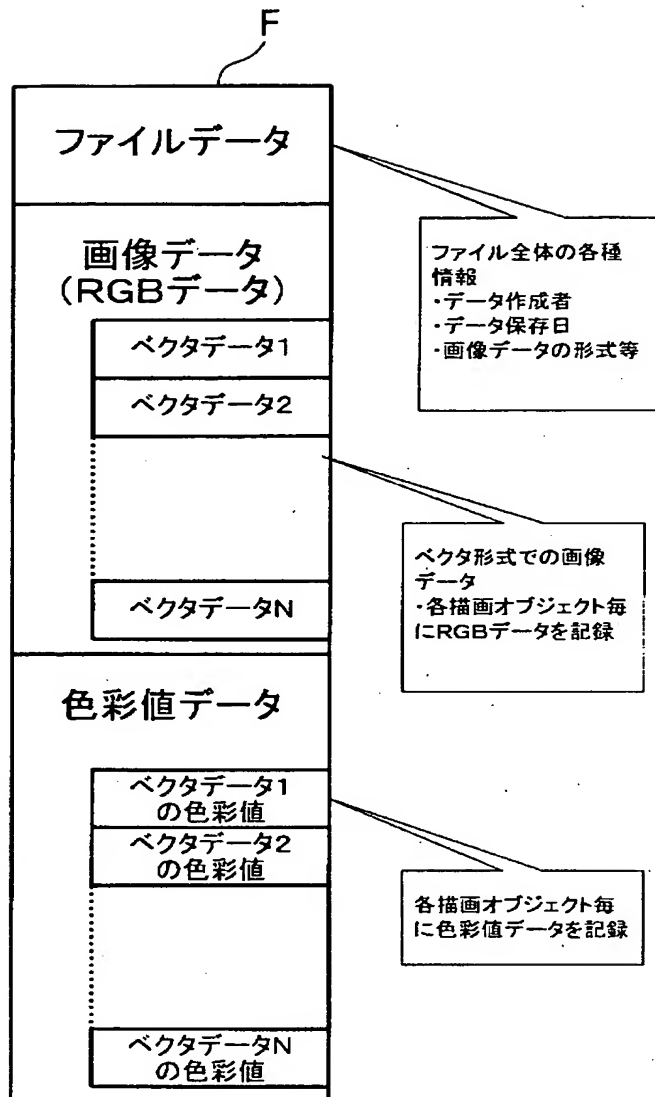 F
ファイルデータ
ファイル全体の各種
情報
・データ作成者
・データ保存日
・画像データの形式等
画像データ
(RGBデータ)
ベクタデータ1
ベクタデータ2
ベクタデータN
ベクタ形式での画像
データ
・各描画オブジェクト毎
にRGBデータを記録
色彩値データ
ベクタデータ1
の色彩値
ベクタデータ2
の色彩値
ベクタデータN
の色彩値
各描画オブジェクト毎
に色彩値データを記録